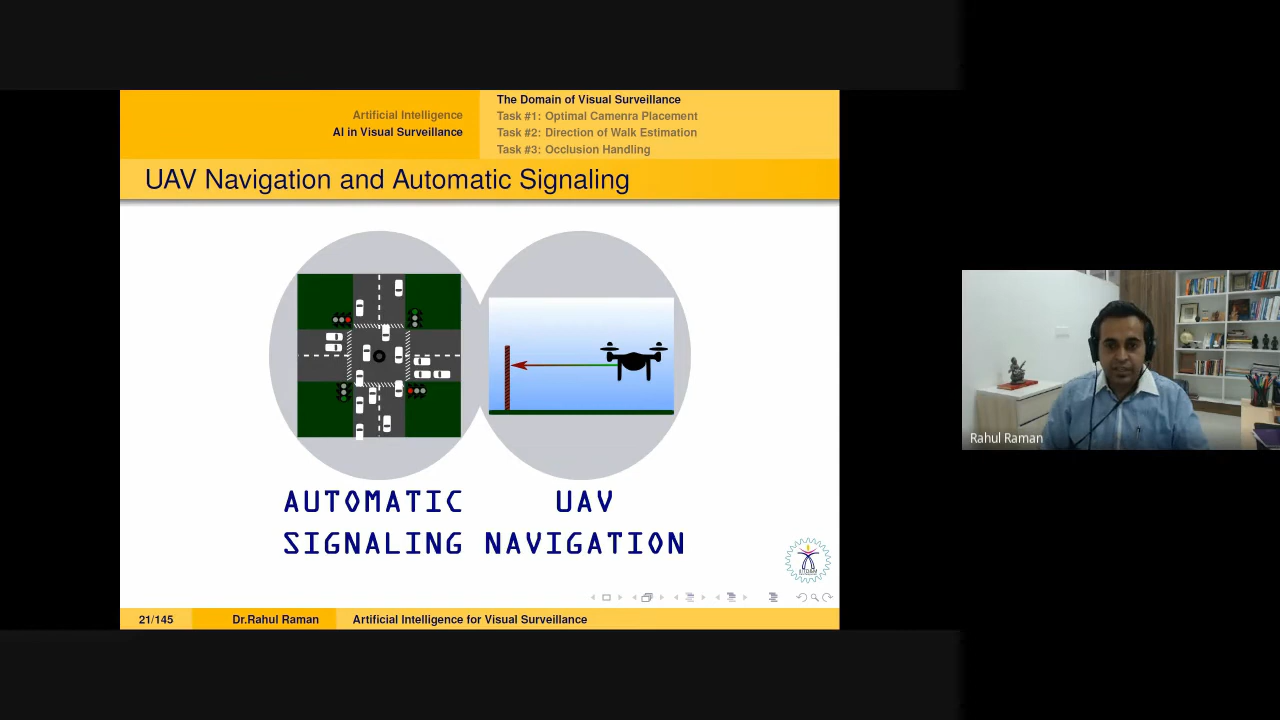 Artificial Intelligence
AI in Visual Surveillance
The Domain of Visual Surveillance
Task #1: Optimal Camenra Placement
Task #2: Direction of Walk Estimation
Task #3: Occlusion Handling
UAV Navigation and Automatic Signaling
AUTOMATIC
SIGNALING
UAV
NAVIGATION
21/145
Dr.Rahul Raman
Artificial Intelligence for Visual Surveillance
Rahul Raman